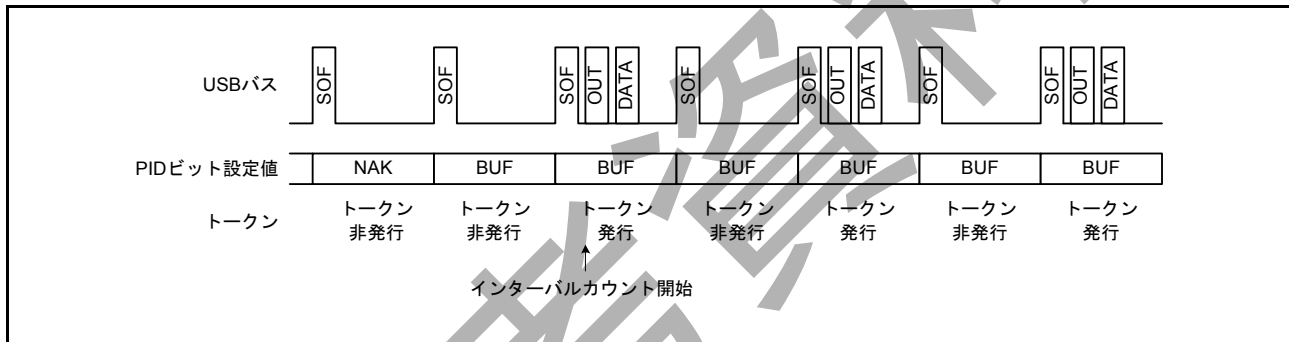 USBバス
SOF
SOF
SOF
OUT
DATA
SOF
SOF
OUT
DATA
SOF
SOF
OUT
DATA
PIDビット設定値
NAK
BUF
BUF
BUF
BUF
BUF
BUF
トークン
トークン
非発行
トークン
非発行
トークン
発行
トークン
非発行
トークン
発行
トークン
非発行
トークン
発行
インターバルカウント開始